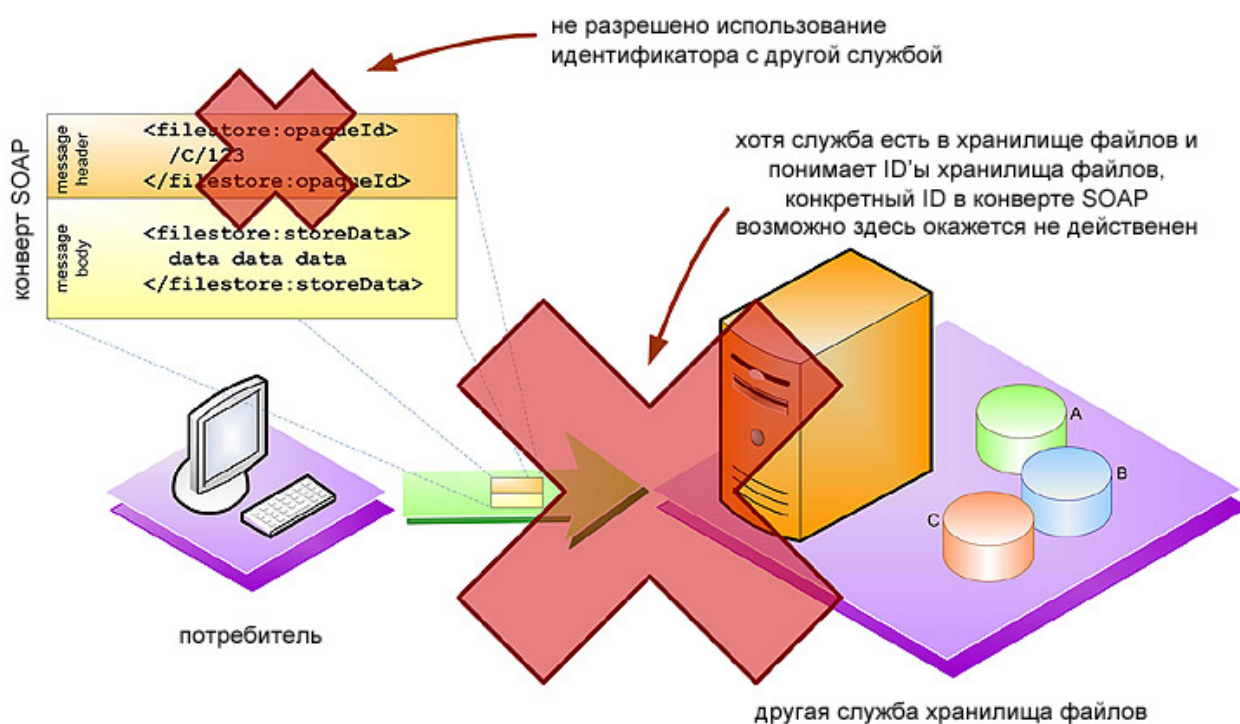 не разрешено использование
идентификатора с другой службой
конверт SOAP
message
header
<filestore:opaqueId>
/C/123
</filestore:opaqueId>
message
body
<filestore:storeData>
data data data
</filestore:storeData>
хотя служба есть в хранилище файлов и
понимает ID'ы хранилища файлов,
конкретный ID в конверте SOAP
возможно здесь окажется не действенен
A
B
C
потребитель
другая служба хранилища файлов